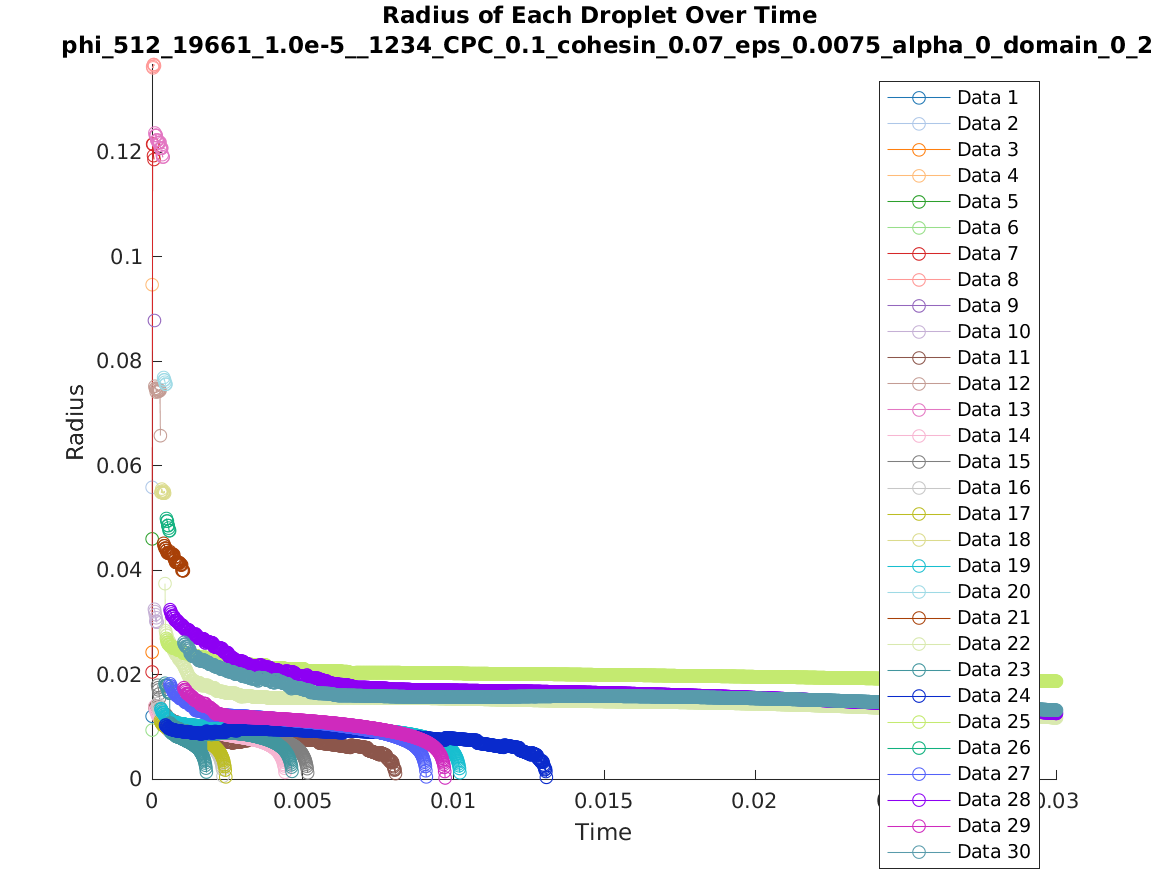 Radius of Each Droplet Over Time
phi_512_19661_1.0e-5__1234_CPC_0.1_cohesin_0.07_eps_0.0075_alpha_0_domain_0_2
Radius
0.12
0.1
0.08
0.06
0.04
0.02
0
0
0.005
0.01
0.015
0.02
0.03
Time
Data 1
Data 2
Data 3
Data 4
Data 5
Data 6
Data 7
Data 8
Data 9
Data 10
Data 11
Data 12
Data 13
Data 14
Data 15
Data 16
Data 17
Data 18
Data 19
Data 20
Data 21
Data 22
Data 23
Data 24
Data 25
Data 26
Data 27
Data 28
Data 29
Data 30